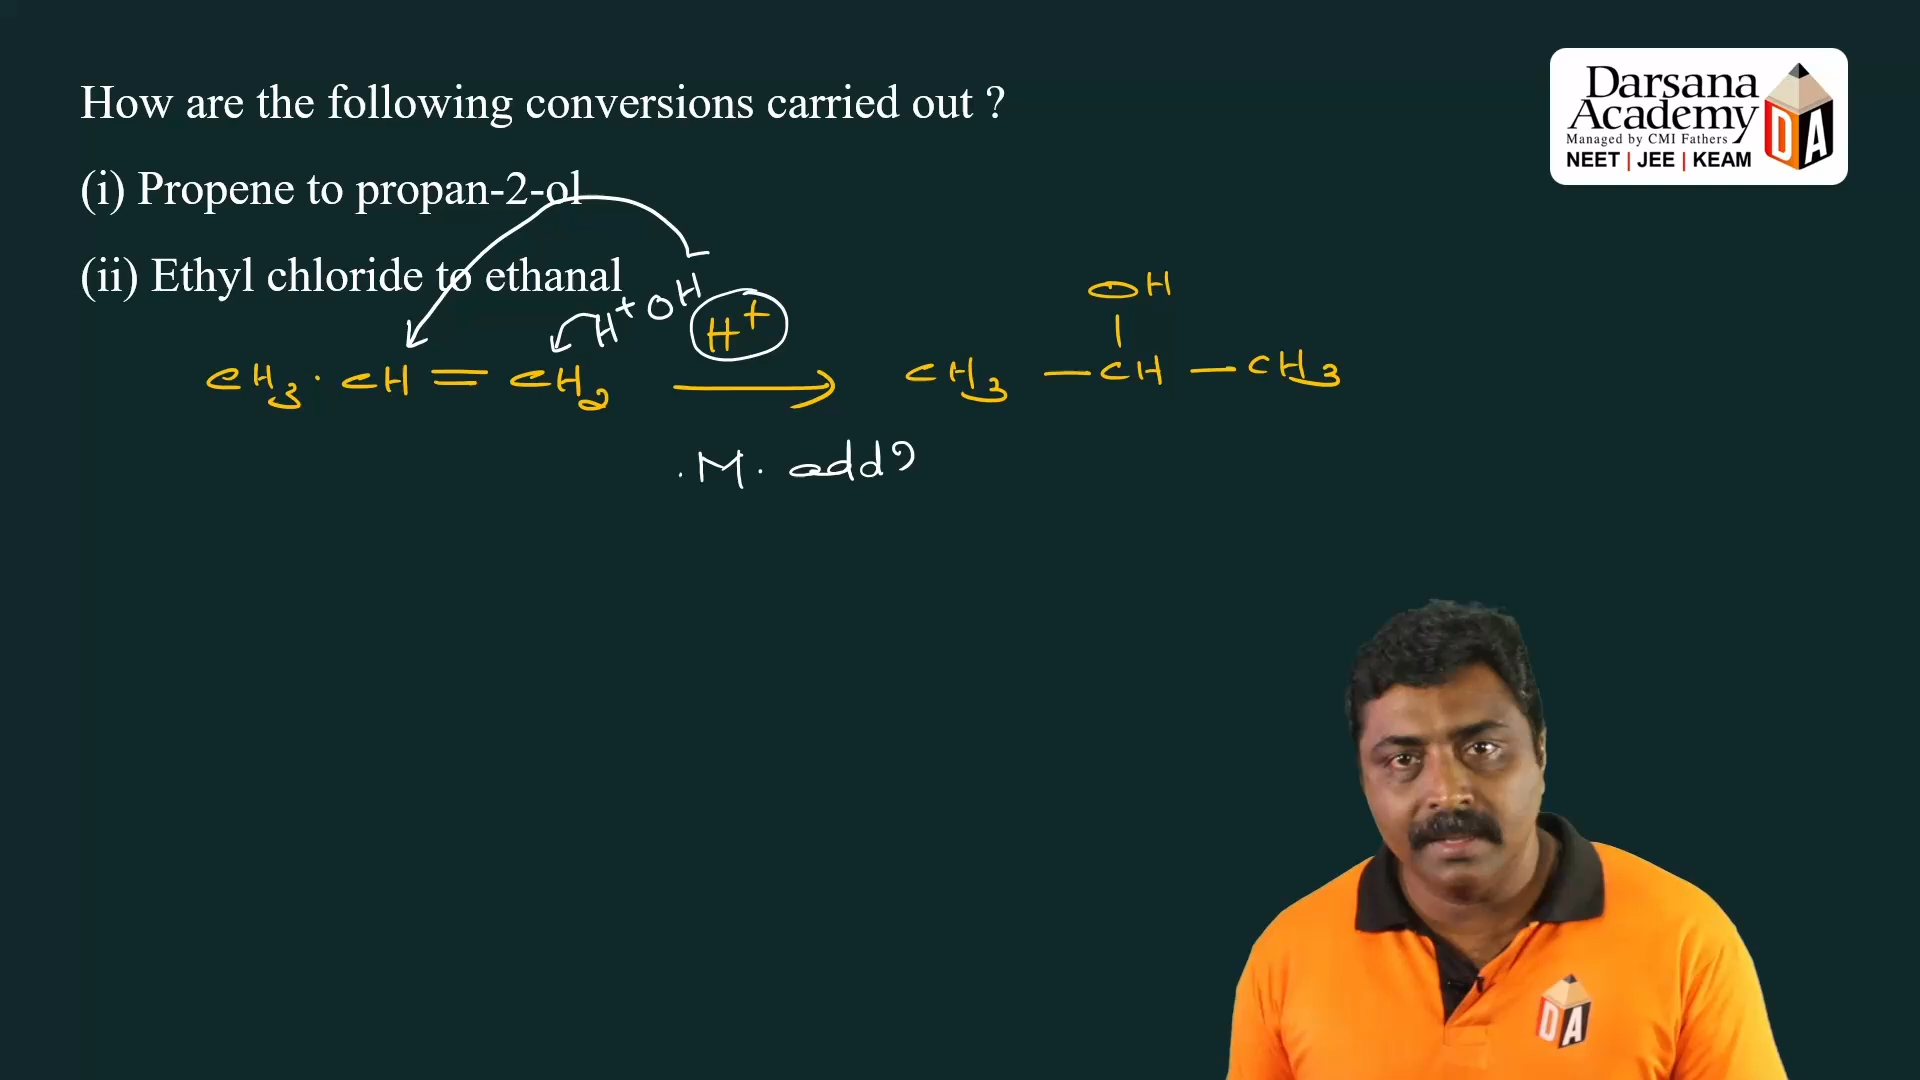 How are the following conversions carried out ?
(i) Propene to propan-2-ol
(ii) Ethyl chloride to ethanal
H⁺ OH
H⁺
OH
CH₃ · CH = CH₂ → CH₃ — CH — CH₃
. M . addn
Darsana
Academy
Managed by CMI Fathers
NEET | JEE | KEAM
DA
DA